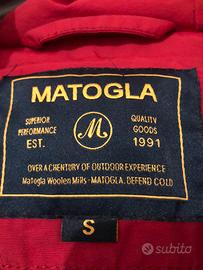 MATOGLA
SUPERIOR PERFORMANCE
EST.
M
QUALITY GOODS
1991
OVER A CHENTURY OF OUTDOOR EXPERIENCE
Matogla Woolen Mills - MATOGLA. DEFEND COLD
S
subito